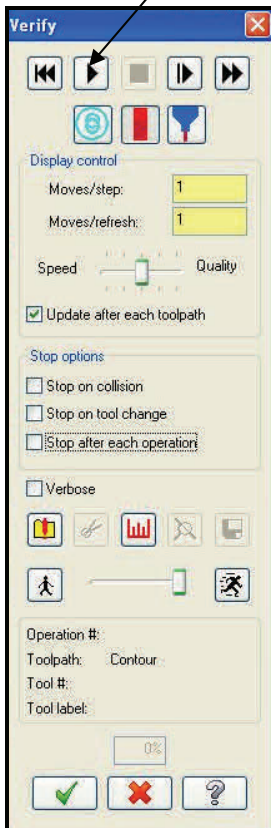 Verify
Display control
Moves/step: 1
Moves/refresh: 1
Speed Quality
Update after each toolpath
Stop options
Stop on collision
Stop on tool change
Stop after each operation
Verbose
Operation #:
Toolpath: Contour
Tool #:
Tool label:
0%